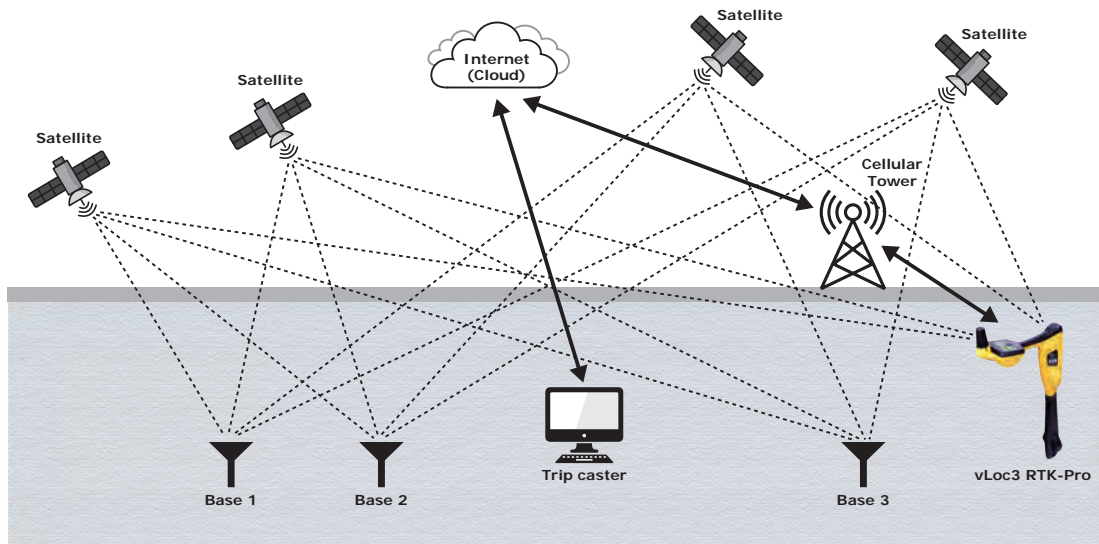 Satellite
Satellite
Internet
(Cloud)
Satellite
Satellite
Cellular
Tower
Trip caster
vLoc3 RTK-Pro
Base 1
Base 2
Base 3